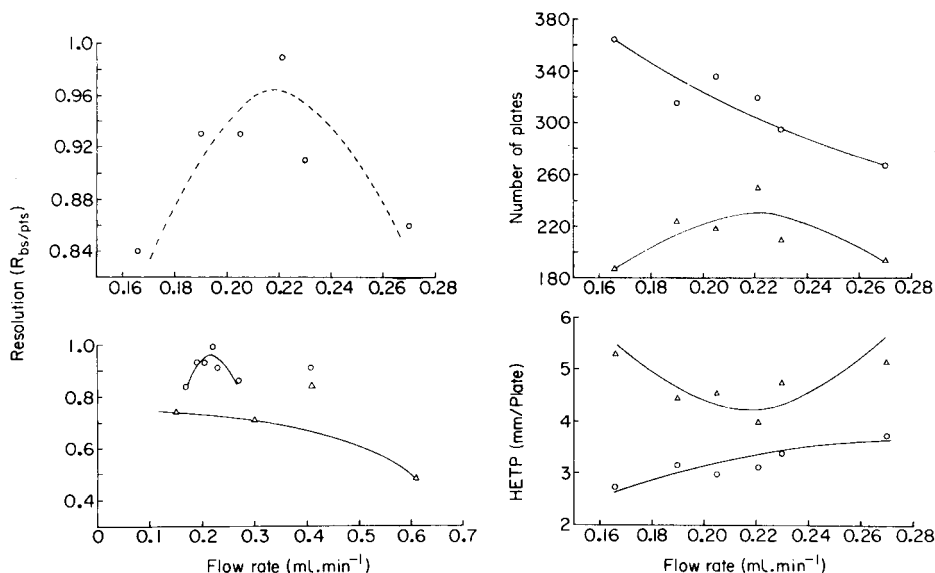 Resolution (R_bs/pts)
1.0
0.96
0.92
0.88
0.84
0.16 0.18 0.20 0.22 0.24 0.26 0.28
1.0
0.8
0.6
0.4
0 0.1 0.2 0.3 0.4 0.5 0.6 0.7
Flow rate (mL.min⁻¹)
Number of plates
380
340
300
260
220
180
0.16 0.18 0.20 0.22 0.24 0.26 0.28
HETP (mm/Plate)
6
5
4
3
2
0.16 0.18 0.20 0.22 0.24 0.26 0.28
Flow rate (mL.min⁻¹)